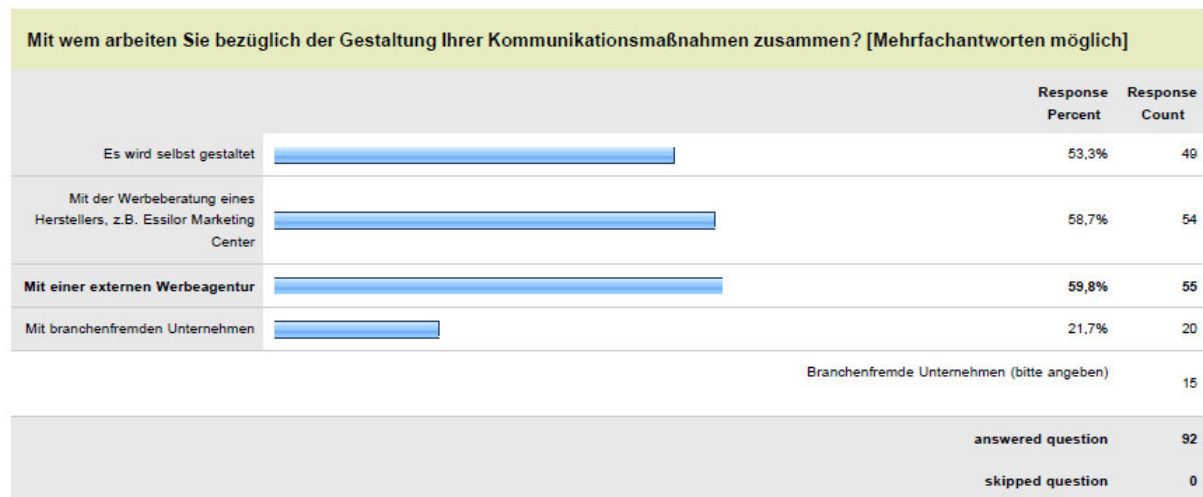 Mit wem arbeiten Sie bezüglich der Gestaltung Ihrer Kommunikationsmaßnahmen zusammen? [Mehrfachantworten möglich]
Response Response
Percent Count
Es wird selbst gestaltet 53,3% 49
Mit der Werbeberatung eines
Herstellers, z.B. Essilor Marketing 58,7% 54
Center
Mit einer externen Werbeagentur 59,8% 55
Mit branchenfremden Unternehmen 21,7% 20
Branchenfremde Unternehmen (bitte angeben) 15
answered question 92
skipped question 0